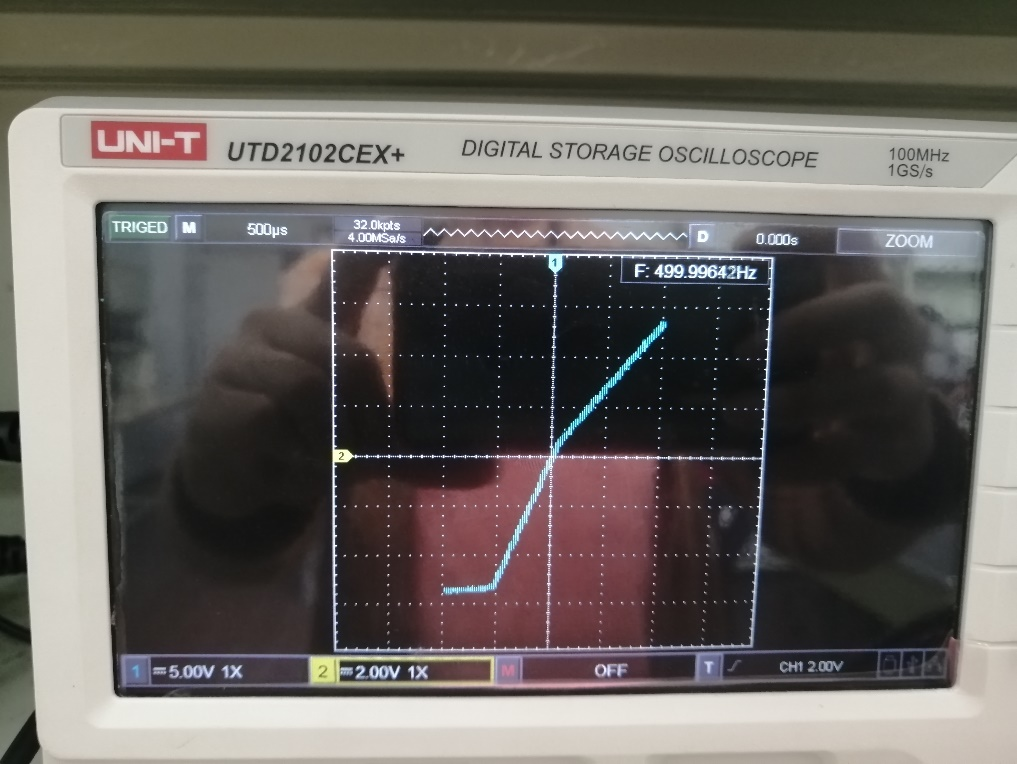 UNI-T UTD2102CEX+ DIGITAL STORAGE OSCILLOSCOPE 100MHz
1GS/s
TRIGED M 500µs 32.0kpts
4.00MSa/s D 0.000s ZOOM
1
F: 499.99642Hz
2
1 5.00V 1X 2 2.00V 1X M OFF T CH1 2.00V